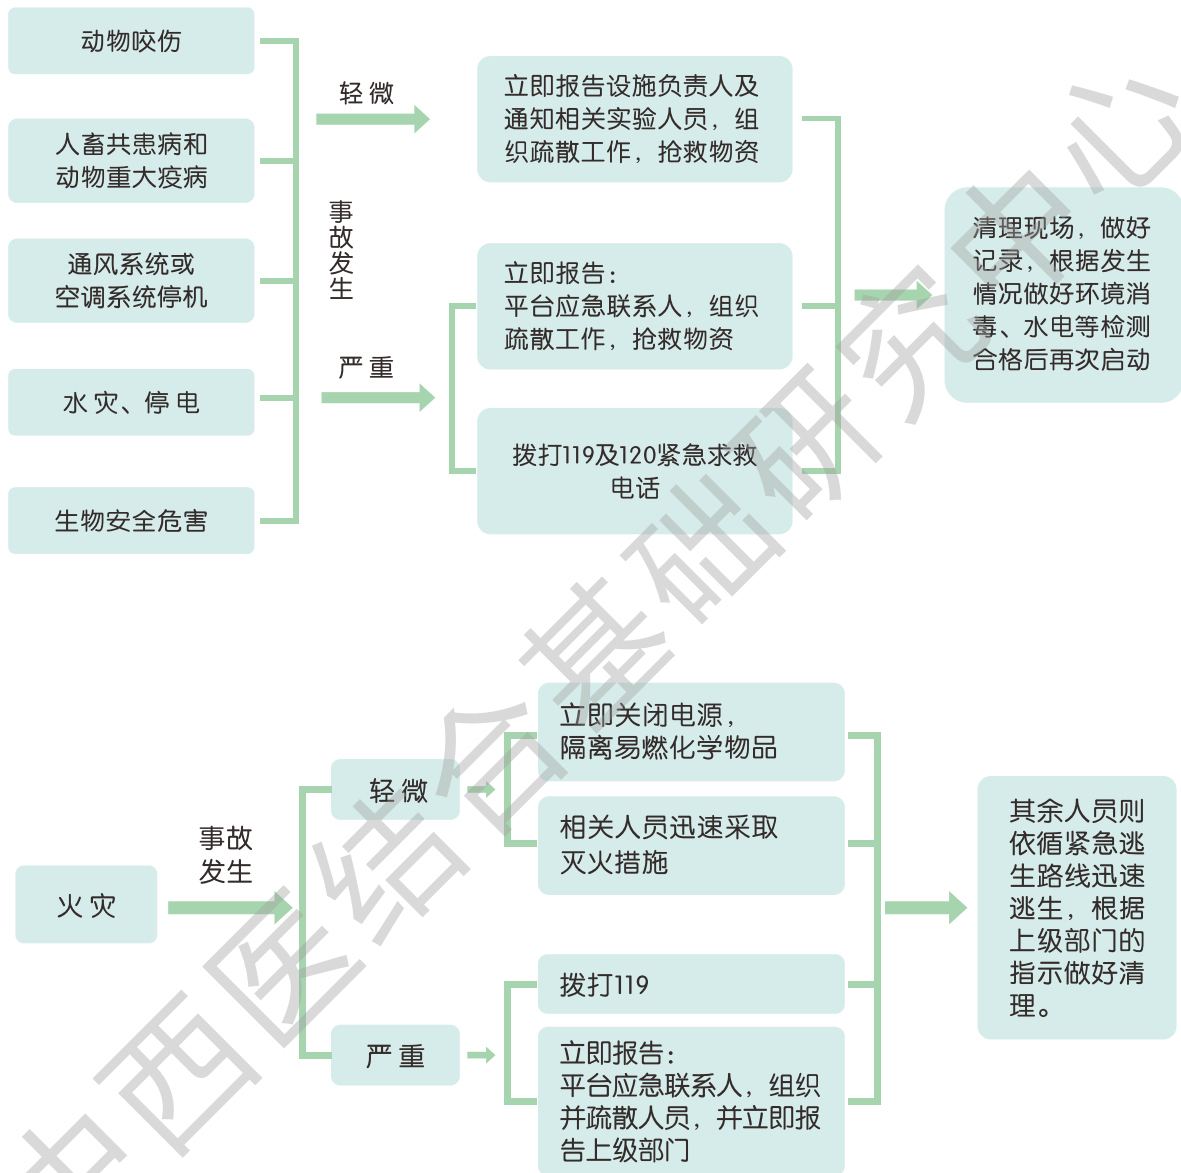 动物咬伤
人畜共患病和
动物重大疫病
通风系统或
空调系统停机
水灾、停电
生物安全危害
事
故
发
生
轻微
严重
立即报告设施负责人及
通知相关实验人员，组
织疏散工作，抢救物资
立即报告：
平台应急联系人，组织
疏散工作，抢救物资
拨打119及120紧急求救
电话
清理现场，做好
记录，根据发生
情况做好环境消
毒、水电等检测
合格后再次启动
火灾
事故
发生
轻微
立即关闭电源，
隔离易燃化学物品
相关人员迅速采取
灭火措施
严重
拨打119
立即报告：
平台应急联系人，组织
并疏散人员，并立即报
告上级部门
其余人员则
依循紧急逃
生路线迅速
逃生，根据
上级部门的
指示做好清
理。
中西医结合基础研究中心